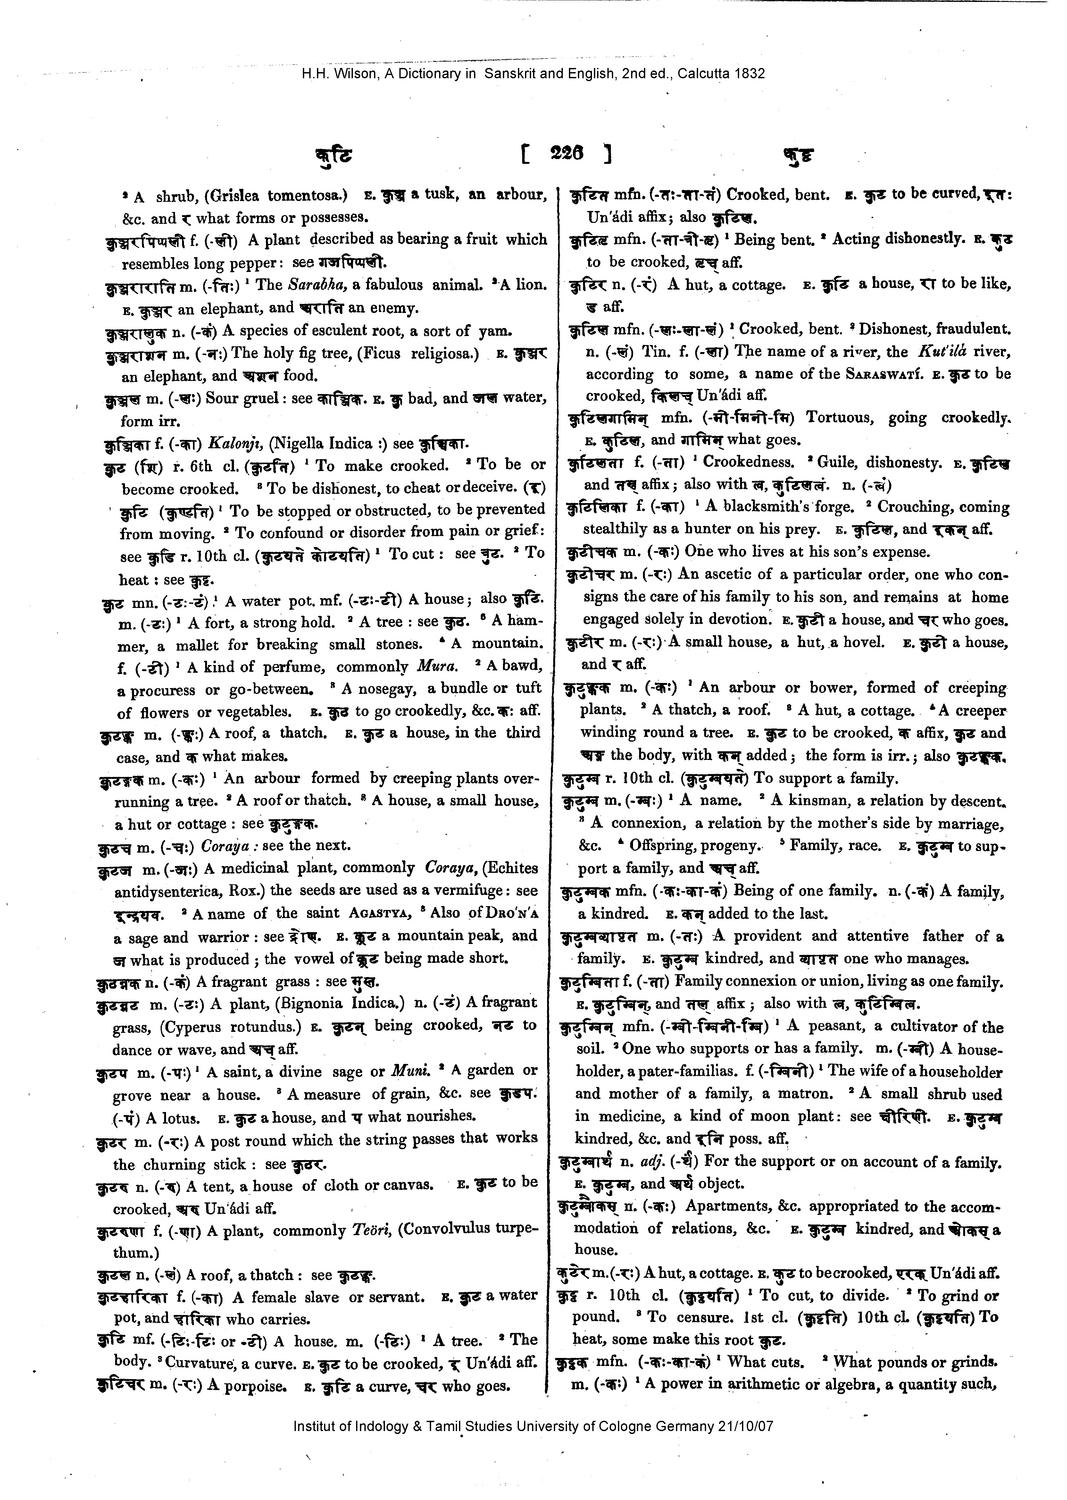 H.H. Wilson, A Dictionary in Sanskrit and English, 2nd ed., Calcutta 1832
कुटि [ 226 ] कुट्ट
² A shrub, (Grislea tomentosa.) E. कुञ्ज a tusk, an arbour,
&c. and र what forms or possesses.
कुञ्जरपिप्पली f. (-ली) A plant described as bearing a fruit which
resembles long pepper: see गजपिप्पली.
कुञ्जराराति m. (-तिः) ¹ The Sarabha, a fabulous animal. ² A lion.
E. कुञ्जर an elephant, and अराति an enemy.
कुञ्जरालुक n. (-कं) A species of esculent root, a sort of yam.
कुञ्जराशन m. (-नः) The holy fig tree, (Ficus religiosa.) E. कुञ्जर
an elephant, and अशन food.
कुञ्जल m. (-लः) Sour gruel: see काञ्जिक. E. कु bad, and जल water,
form irr.
कुञ्चिका f. (-का) Kalonji, (Nigella Indica:) see
कुट (शि) r. 6th cl. (कुटति) ¹ To make crooked. ² To be or
become crooked. ³ To be dishonest, to cheat or deceive. (इ)
कुटि (कुण्टति) ¹ To be stopped or obstructed, to be prevented
from moving. ² To confound or disorder from pain or grief:
see कुडि r. 10th cl. (कुटयते कोटयति) ¹ To cut: see चुट. ² To
heat: see कुट्ट.
कुट mn. (-टः-टं) ¹ A water pot. mf. (-टः-टी) A house; also कुटि.
m. (-टः) ¹ A fort, a strong hold. ² A tree: see कुठ. ³ A ham-
mer, a mallet for breaking small stones. ⁴ A mountain.
f. (-टी) ¹ A kind of perfume, commonly Mura. ² A bawd,
a procuress or go-between. ³ A nosegay, a bundle or tuft
of flowers or vegetables. E. कुट to go crookedly, &c. कः aff.
कुटङ्क m. (-ङ्कः) A roof, a thatch. E. कुट a house, in the third
case, and क what makes.
कुटङ्गक m. (-कः) ¹ An arbour formed by creeping plants over-
running a tree. ² A roof or thatch. ³ A house, a small house,
a hut or cottage: see कुटुङ्गक.
कुटच m. (-चः) Coraya: see the next.
कुटज m. (-जः) A medicinal plant, commonly Coraya, (Echites
antidysenterica, Rox.) the seeds are used as a vermifuge: see
इन्द्रयव. ² A name of the saint AGASTYA, ³ Also of DRO'N'A
a sage and warrior: see द्रोण. E. कूट a mountain peak, and
ज what is produced; the vowel of कूट being made short.
कुटन्नक n. (-कं) A fragrant grass: see मुस्त.
कुटन्नट m. (-टः) A plant, (Bignonia Indica.) n. (-टं) A fragrant
grass, (Cyperus rotundus.) E. कुटन् being crooked, नट to
dance or wave, and अच् aff.
कुटप m. (-पः) ¹ A saint, a divine sage or Muni. ² A garden or
grove near a house. ³ A measure of grain, &c. see कुडप.
(-पं) A lotus. E. कुट a house, and प what nourishes.
कुटर m. (-रः) A post round which the string passes that works
the churning stick: see कुठर.
कुटप n. (-पं) A tent, a house of cloth or canvas. E. कुट to be
crooked, Un'ádi aff.
कुटरुणा f. (-णा) A plant, commonly Teöri, (Convolvulus turpe-
thum.)
कुटल n. (-लं) A roof, a thatch: see कुटङ्क.
कुटहारिका f. (-का) A female slave or servant. E. कुट a water
pot, and हारिका who carries.
कुटि mf. (-टिः-टिः or -टी) A house. m. (-टिः) ¹ A tree. ² The
body. ³ Curvature, a curve. E. कुट to be crooked, इ Un'ádi aff.
कुटिचर m. (-रः) A porpoise. E. कुटि a curve, चर who goes.
कुटित mfn. (-तः-ता-तं) Crooked, bent. E. कुट to be curved, इतः
Un'ádi affix; also कुटिल.
mfn. Being bent. ² Acting dishonestly. E. कुट
to be crooked, तृच् aff.
कुटिर n. (-रं) A hut, a cottage. E. कुटि a house, रा to be like,
ड aff.
कुटिल mfn. (-लः-ला-लं) ¹ Crooked, bent. ² Dishonest, fraudulent.
n. (-लं) Tin. f. (-ला) The name of a river, the Kut'ilà river,
according to some, a name of the SARASWATÍ. E. कुट to be
crooked, किलच् Un'ádi aff.
कुटिलगामिन् mfn. (-मी-मिनी-मि) Tortuous, going crookedly.
E. कुटिल, and गामिन् what goes.
कुटिलता f. (-ता) ¹ Crookedness. ² Guile, dishonesty. E. कुटिल
and तल् affix; also with त्व, कुटिलत्वं. n. (-त्वं)
कुटिलिका f. (-का) ¹ A blacksmith's forge. ² Crouching, coming
stealthily as a hunter on his prey. E. कुटिल, and इकन् aff.
कुटीचक m. (-कः) One who lives at his son's expense.
कुटीचर m. (-रः) An ascetic of a particular order, one who con-
signs the care of his family to his son, and remains at home
engaged solely in devotion. E. कुटी a house, and चर who goes.
कुटीर m. (-रः) A small house, a hut, a hovel. E. कुटी a house,
and र aff.
कुटुङ्गक m. (-कः) ¹ An arbour or bower, formed of creeping
plants. ² A thatch, a roof. ³ A hut, a cottage. ⁴ A creeper
winding round a tree. E. कुट to be crooked, क affix, कुट and
अङ्ग the body, with कन् added; the form is irr.; also कुटङ्गक.
कुटुम्ब r. 10th cl. (कुटुम्बयते) To support a family.
कुटुम्ब m. (-म्बः) ¹ A name. ² A kinsman, a relation by descent.
³ A connexion, a relation by the mother's side by marriage,
&c. ⁴ Offspring, progeny. ⁵ Family, race. E. कुटुम्ब to sup-
port a family, and अच् aff.
कुटुम्बक mfn. (-कः-का-कं) Being of one family. n. (-कं) A family,
a kindred. E. कन् added to the last.
कुटुम्बव्यापृत m. (-तः) A provident and attentive father of a
family. E. कुटुम्ब kindred, and व्यापृत one who manages.
कुटुम्बिता f. (-ता) Family connexion or union, living as one family.
E. कुटुम्बिन्, and तल् affix; also with त्व, कुटिम्बित्व.
कुटुम्बिन् mfn. (-म्बी-म्बिनी-म्बि) ¹ A peasant, a cultivator of the
soil. ² One who supports or has a family. m. (-म्बी) A house-
holder, a pater-familias. f. (-म्बिनी) ¹ The wife of a householder
and mother of a family, a matron. ² A small shrub used
in medicine, a kind of moon plant: see क्षीरिणी. E. कुटुम्ब
kindred, &c. and इनि poss. aff.
कुटुम्बार्थ n. adj. (-र्थं) For the support or on account of a family.
E. कुटुम्ब, and अर्थ object.
कुटुम्बौकस् n. (-कः) Apartments, &c. appropriated to the accom-
modation of relations, &c. E. कुटुम्ब kindred, and ओकस् a
house.
कुटेर m. (-रः) A hut, a cottage. E. कुट to be crooked, एरक् Un'ádi aff.
कुट्ट r. 10th cl. (कुट्टयति) ¹ To cut, to divide. ² To grind or
pound. ³ To censure. 1st cl. (कुट्टति) 10th cl. (कुट्टयति) To
heat, some make this root कुट.
कुट्टक mfn. (-कः-का-कं) ¹ What cuts. ² What pounds or grinds.
m. (-कः) ¹ A power in arithmetic or algebra, a quantity such,
Institut of Indology & Tamil Studies University of Cologne Germany 21/10/07